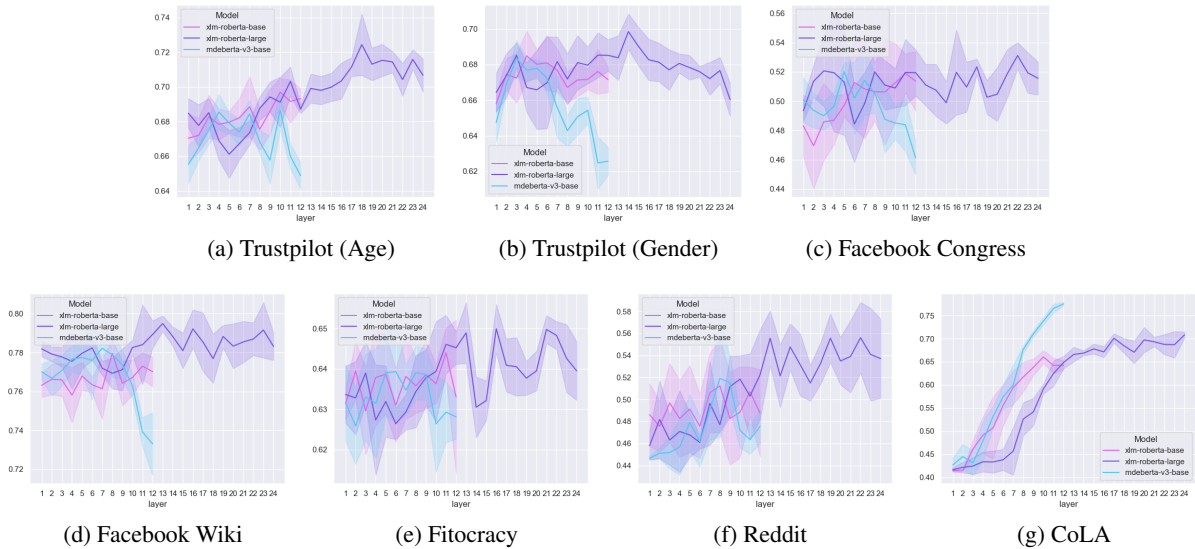 Model
xlm-roberta-base
xlm-roberta-large
mdeberta-v3-base
0.74
0.72
0.70
0.68
0.66
0.64
1 2 3 4 5 6 7 8 9 10 11 12 13 14 15 16 17 18 19 20 21 22 23 24
layer
(a) Trustpilot (Age)
0.70
0.68
0.66
0.64
0.62
Model
xlm-roberta-base
xlm-roberta-large
mdeberta-v3-base
1 2 3 4 5 6 7 8 9 10 11 12 13 14 15 16 17 18 19 20 21 22 23 24
layer
(b) Trustpilot (Gender)
Model
xlm-roberta-base
xlm-roberta-large
mdeberta-v3-base
0.56
0.54
0.52
0.50
0.48
0.46
0.44
1 2 3 4 5 6 7 8 9 10 11 12 13 14 15 16 17 18 19 20 21 22 23 24
layer
(c) Facebook Congress
Model
xlm-roberta-base
xlm-roberta-large
mdeberta-v3-base
0.80
0.78
0.76
0.74
0.72
1 2 3 4 5 6 7 8 9 10 11 12 13 14 15 16 17 18 19 20 21 22 23 24
layer
(d) Facebook Wiki
Model
xlm-roberta-base
xlm-roberta-large
mdeberta-v3-base
0.65
0.64
0.63
0.62
1 2 3 4 5 6 7 8 9 10 11 12 13 14 15 16 17 18 19 20 21 22 23 24
layer
(e) Fitocracy
Model
xlm-roberta-base
xlm-roberta-large
mdeberta-v3-base
0.58
0.56
0.54
0.52
0.50
0.48
0.46
0.44
1 2 3 4 5 6 7 8 9 10 11 12 13 14 15 16 17 18 19 20 21 22 23 24
layer
(f) Reddit
0.75
0.70
0.65
0.60
0.55
0.50
0.45
0.40
Model
xlm-roberta-base
xlm-roberta-large
mdeberta-v3-base
1 2 3 4 5 6 7 8 9 10 11 12 13 14 15 16 17 18 19 20 21 22 23 24
layer
(g) CoLA